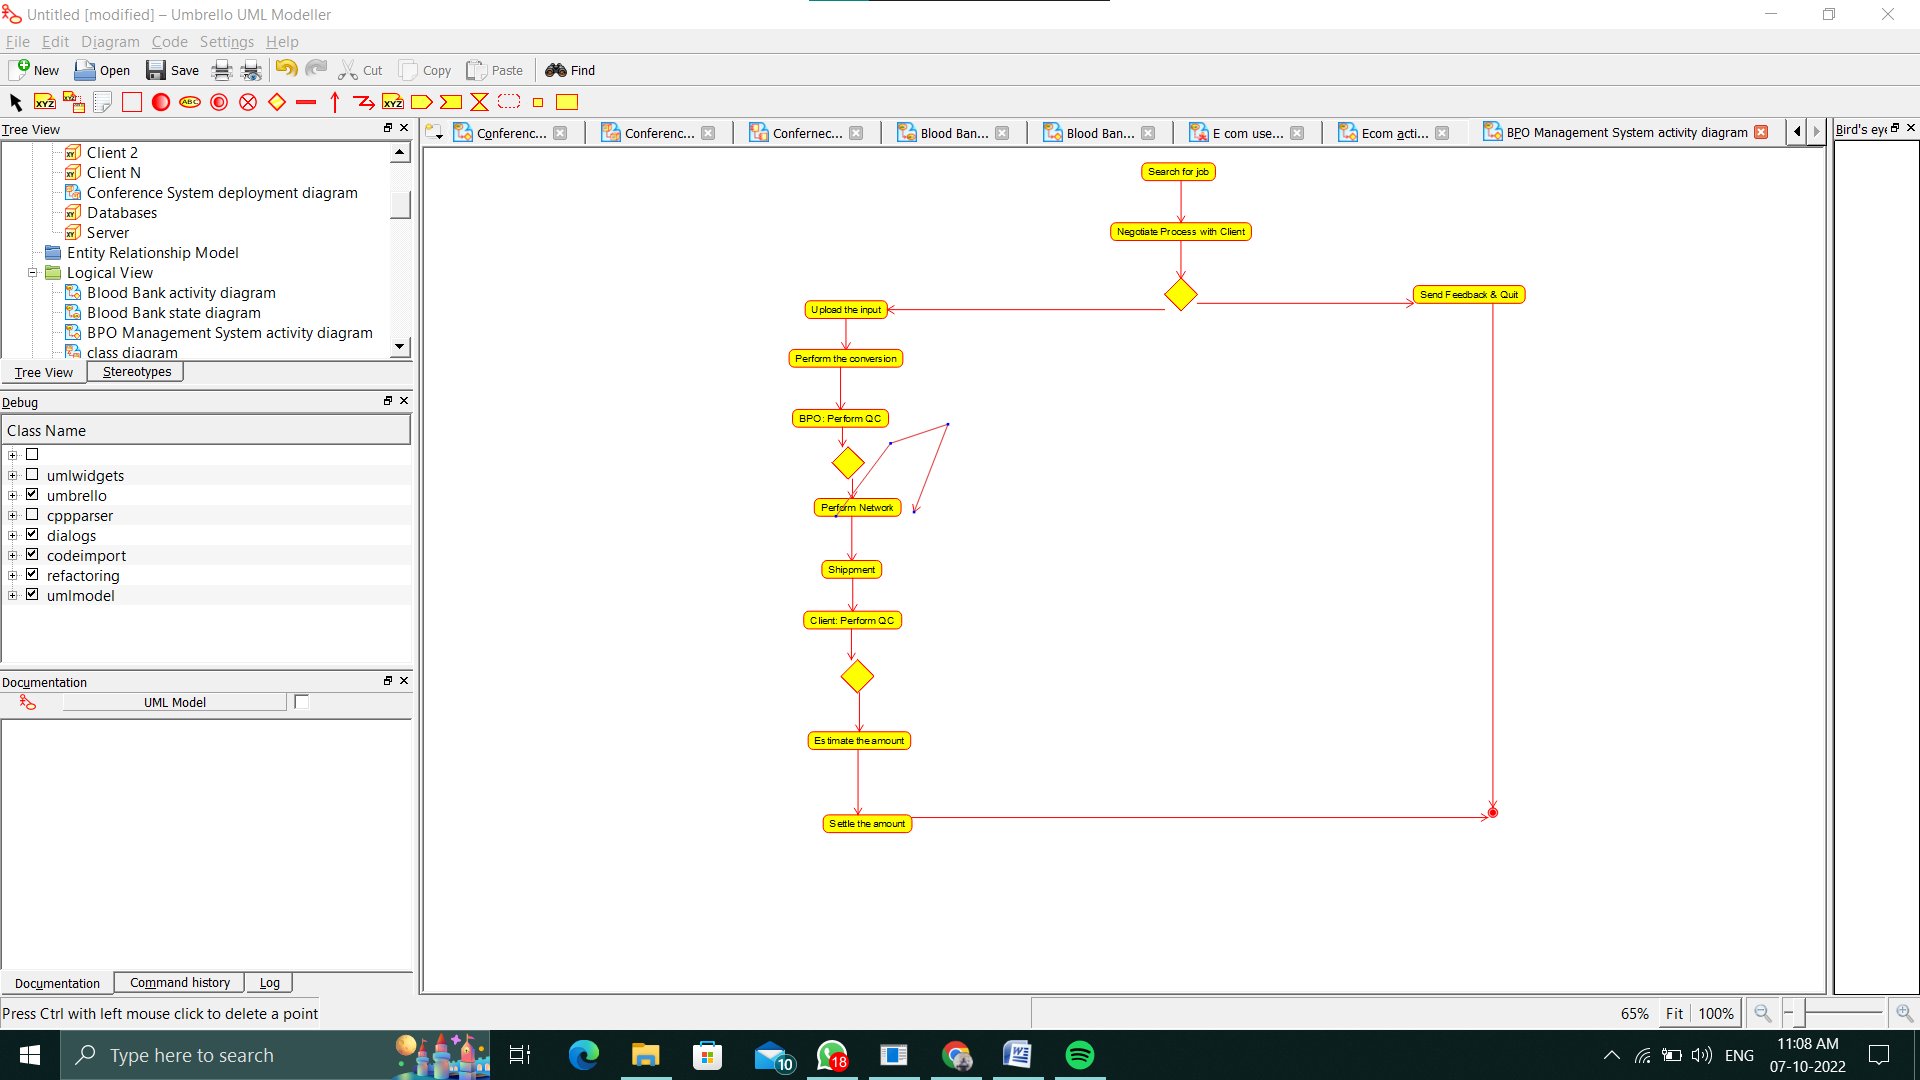 Untitled [modified] – Umbrello UML Modeller
File Edit Diagram Code Settings Help
New Open Save Cut Copy Paste Find
XYZ XYZ ABC XYZ
Tree View
Client 2
Client N
Conference System deployment diagram
Databases
Server
Entity Relationship Model
Logical View
Blood Bank activity diagram
Blood Bank state diagram
BPO Management System activity diagram
class diagram
Tree View Stereotypes
Debug
Class Name
umlwidgets
umbrello
cppparser
dialogs
codeimport
refactoring
umlmodel
Documentation
UML Model
Documentation Command history Log
Press Ctrl with left mouse click to delete a point
Conferenc... Conferenc... Confernec... Blood Ban... Blood Ban... E com use... Ecom acti... BPO Management System activity diagram
Bird's eye
Search for job
Negotiate Process with Client
Send Feedback & Quit
Upload the input
Perform the conversion
BPO: Perform QC
Perform Network
Shippment
Client: Perform QC
Estimate the amount
Settle the amount
65% Fit 100%
Type here to search
10
18
ENG
11:08 AM
07-10-2022